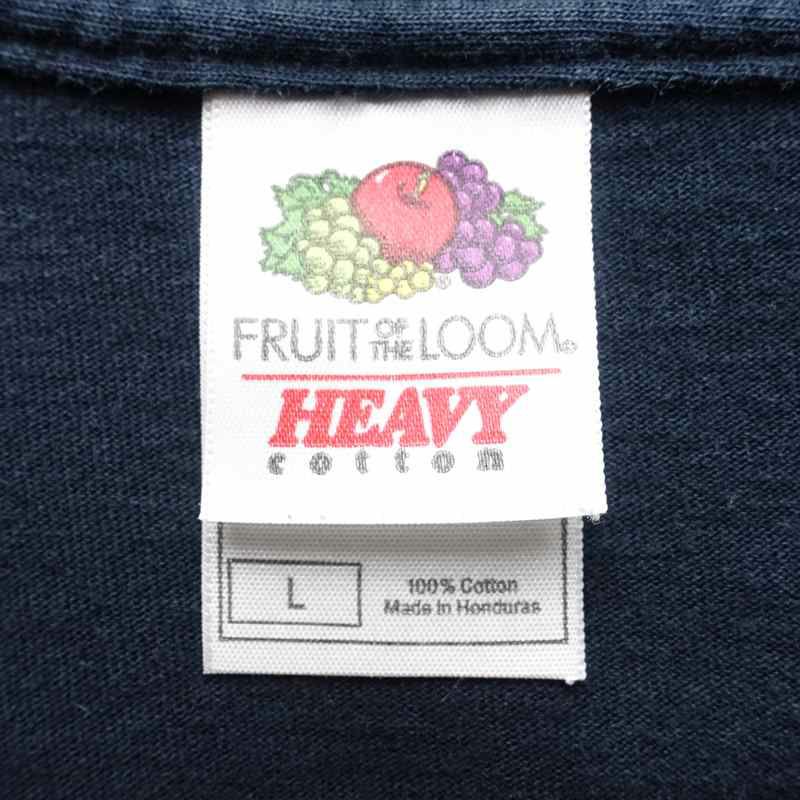 ®
FRUIT OF THE LOOM®
HEAVY
cotton
L
100% Cotton
Made in Honduras